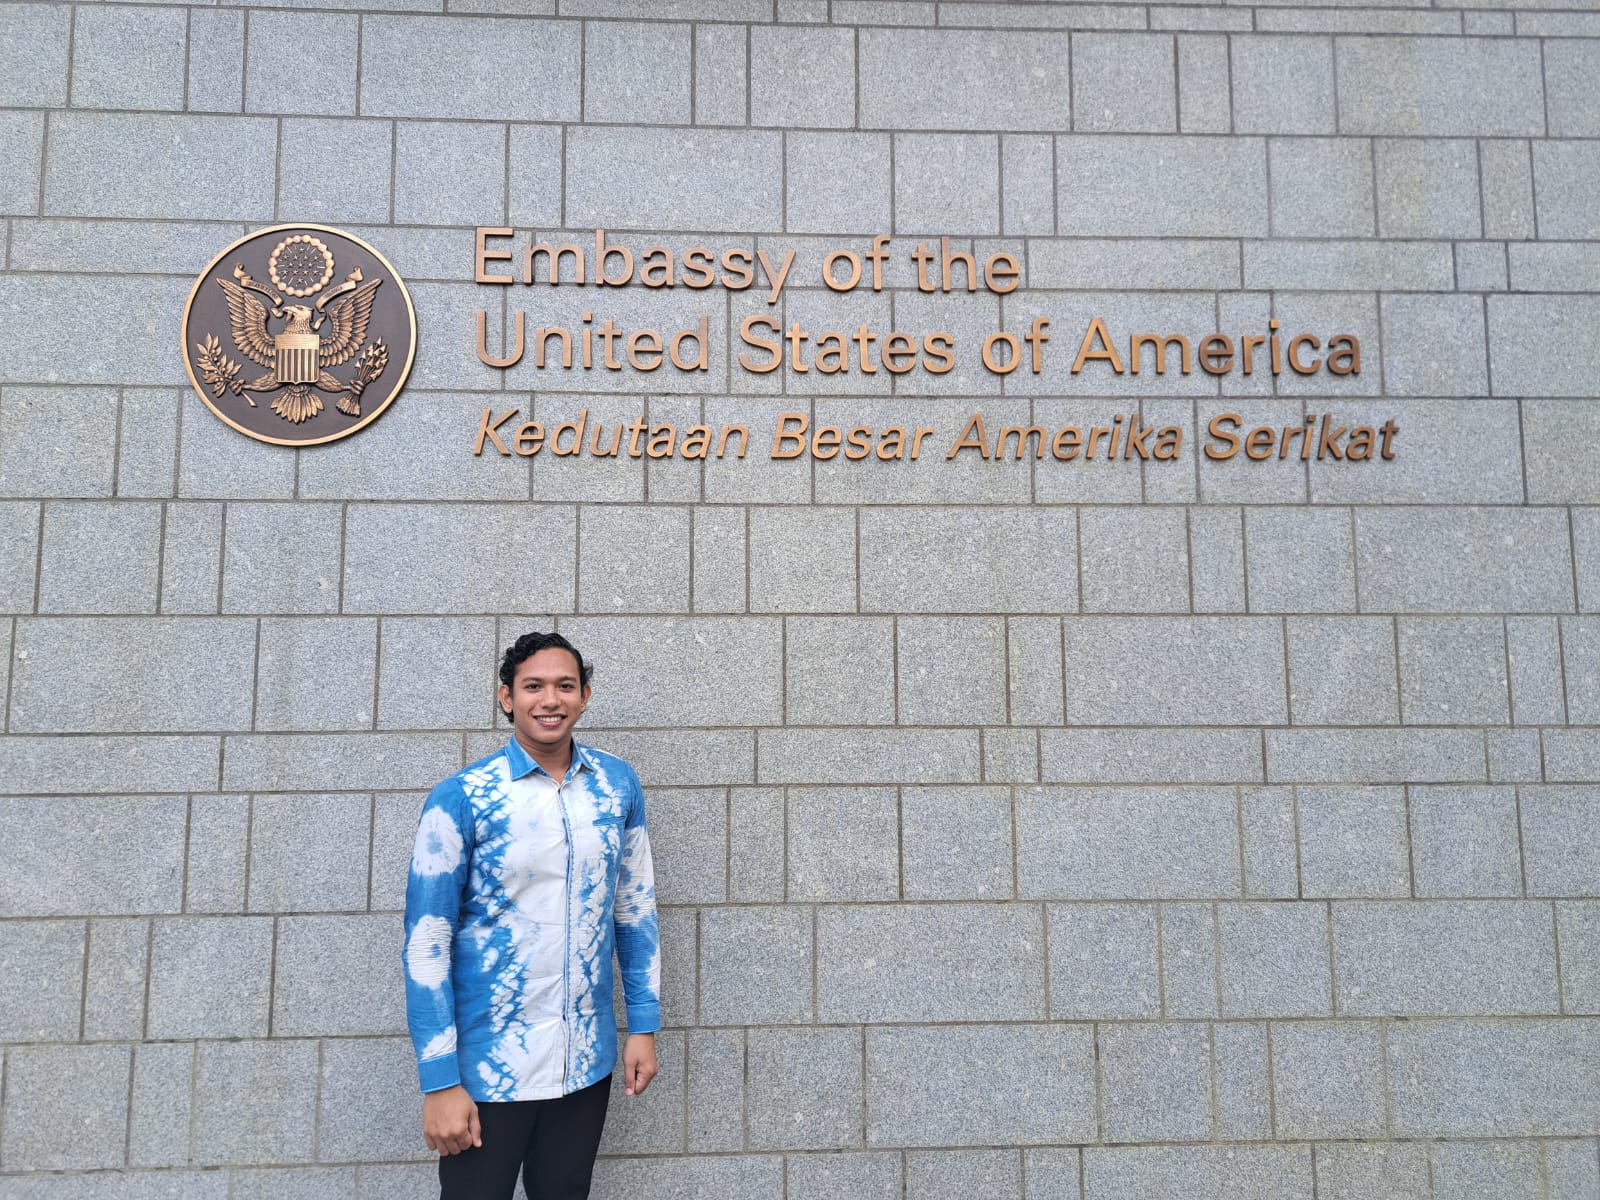 Embassy of the
United States of America
Kedutaan Besar Amerika Serikat